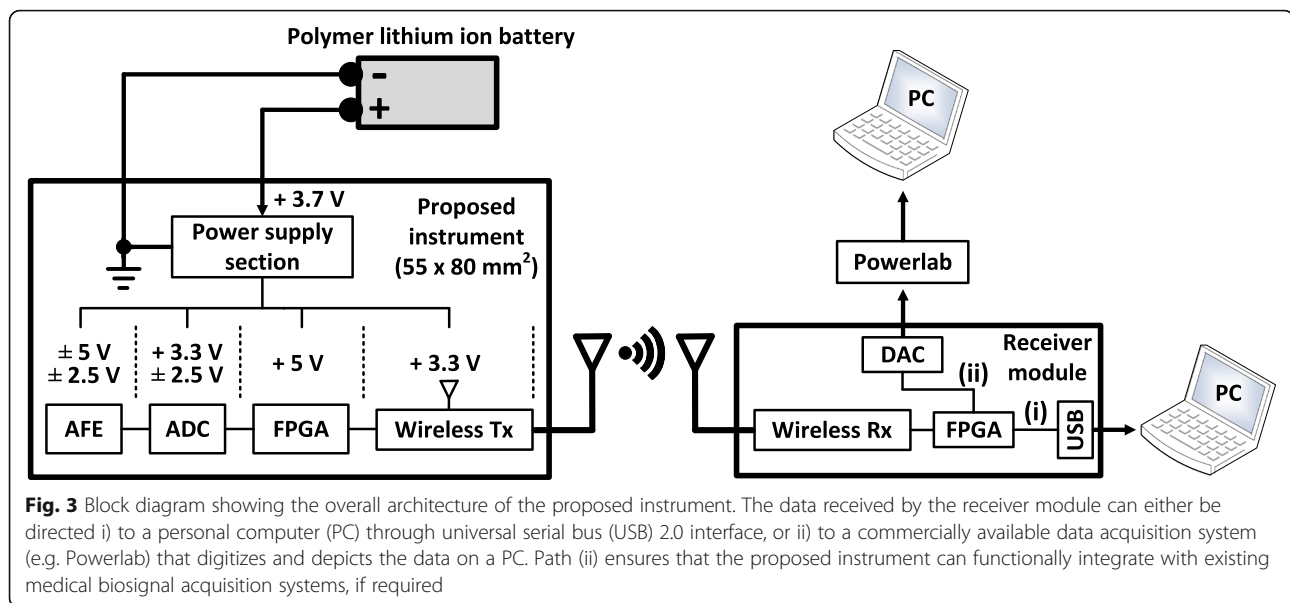 Polymer lithium ion battery
-
+
+ 3.7 V
Power supply
section
Proposed
instrument
(55 x 80 mm²)
± 5 V
± 2.5 V
+ 3.3 V
± 2.5 V
+ 5 V
+ 3.3 V
AFE
ADC
FPGA
Wireless Tx
PC
Powerlab
DAC
Receiver
module
(ii)
(i)
Wireless Rx
FPGA
USB
PC
Fig. 3 Block diagram showing the overall architecture of the proposed instrument. The data received by the receiver module can either be
directed i) to a personal computer (PC) through universal serial bus (USB) 2.0 interface, or ii) to a commercially available data acquisition system
(e.g. Powerlab) that digitizes and depicts the data on a PC. Path (ii) ensures that the proposed instrument can functionally integrate with existing
medical biosignal acquisition systems, if required